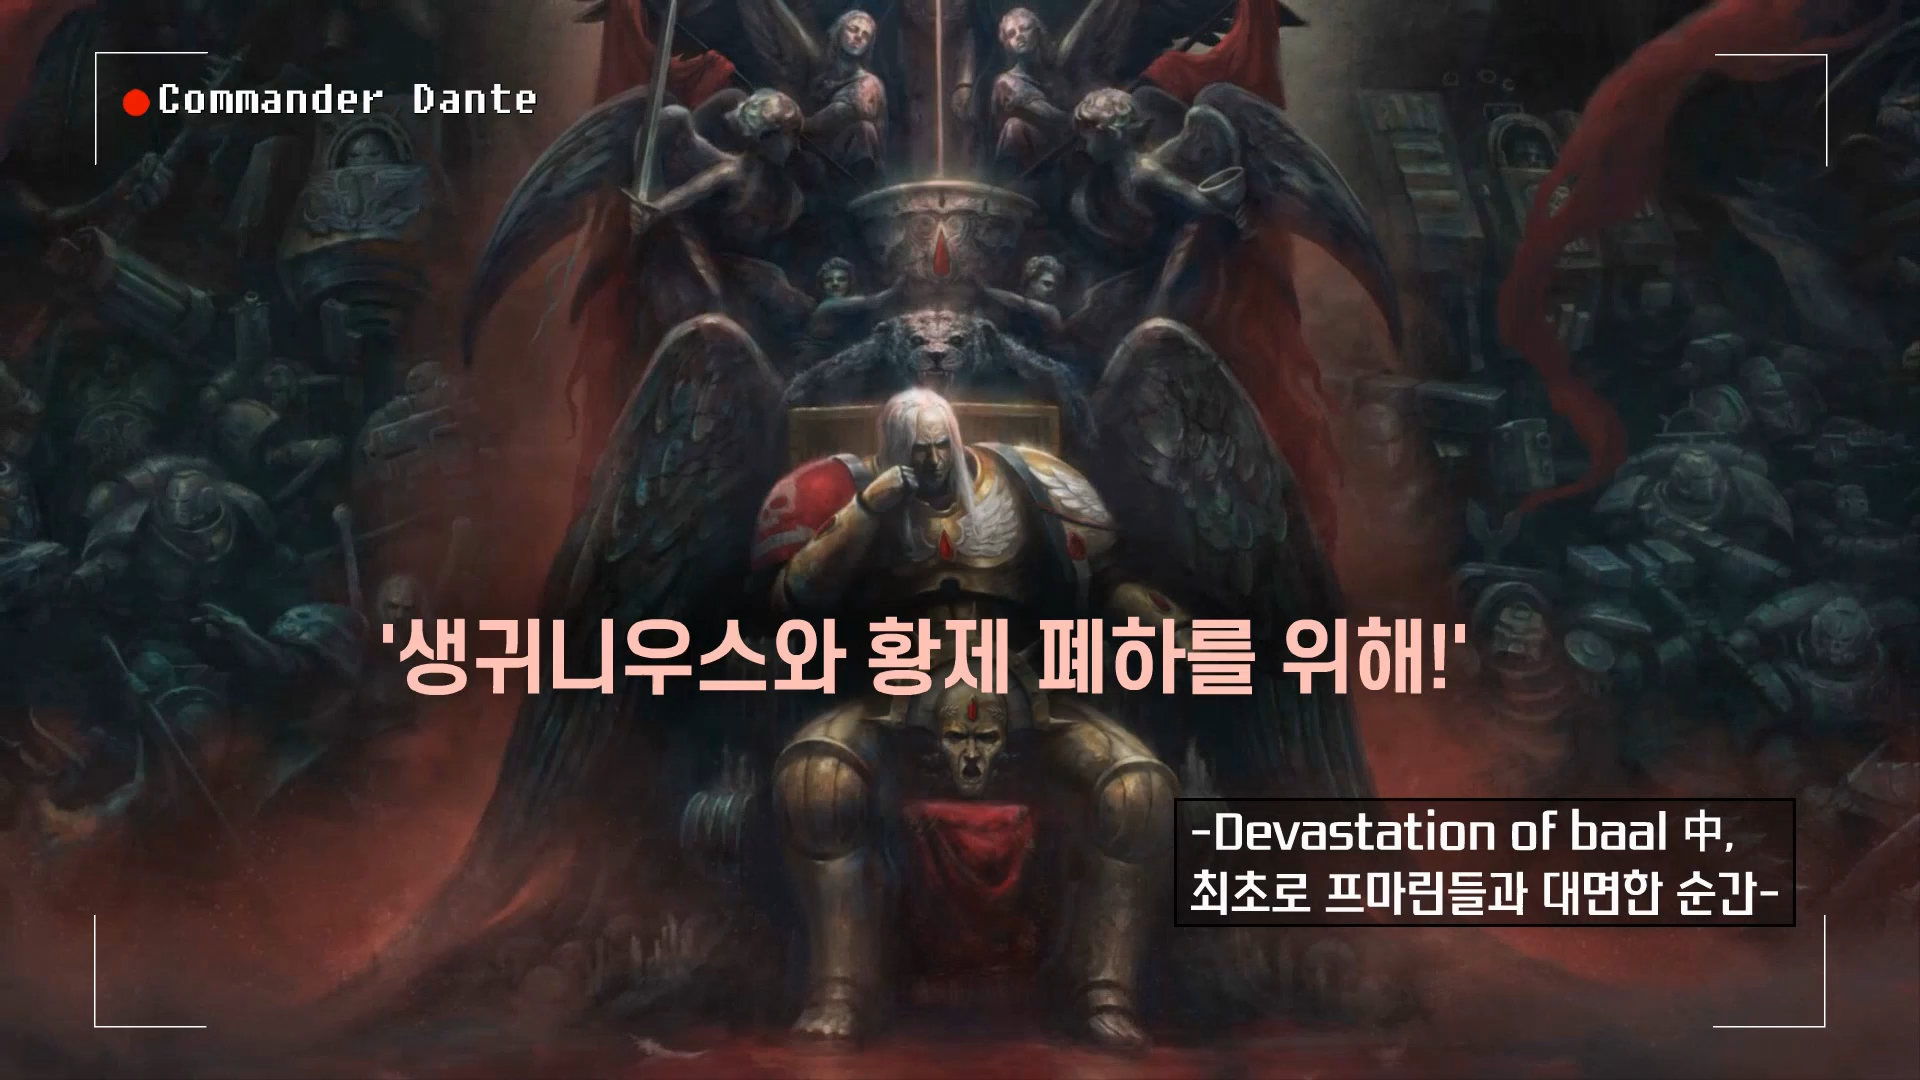 Commander Dante
'생귀니우스와 황제 폐하를 위해!'
-Devastation of baal 中,
최초로 프마린들과 대면한 순간-